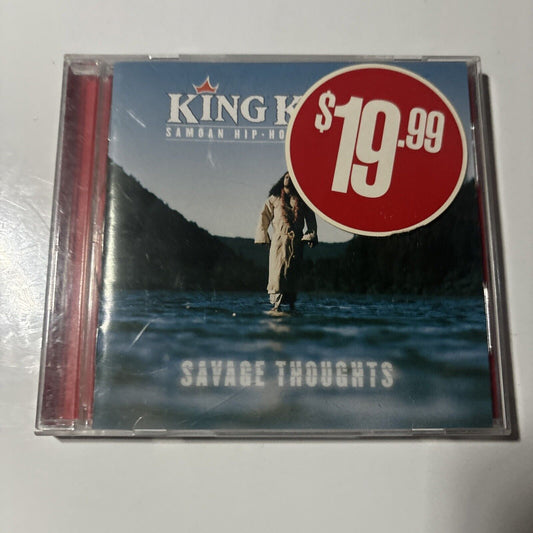 KING K
SAMOAN HIP-HO
$19.99
SAVAGE THOUGHTS